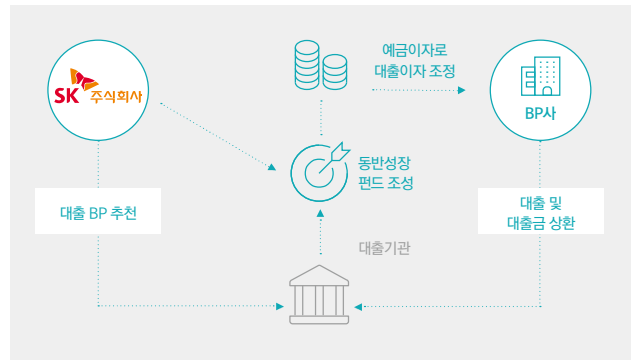 SK 주식회사
예금이자로
대출이자 조정
BP사
동반성장
펀드 조성
대출 BP 추천
대출 및
대출금 상환
대출기관